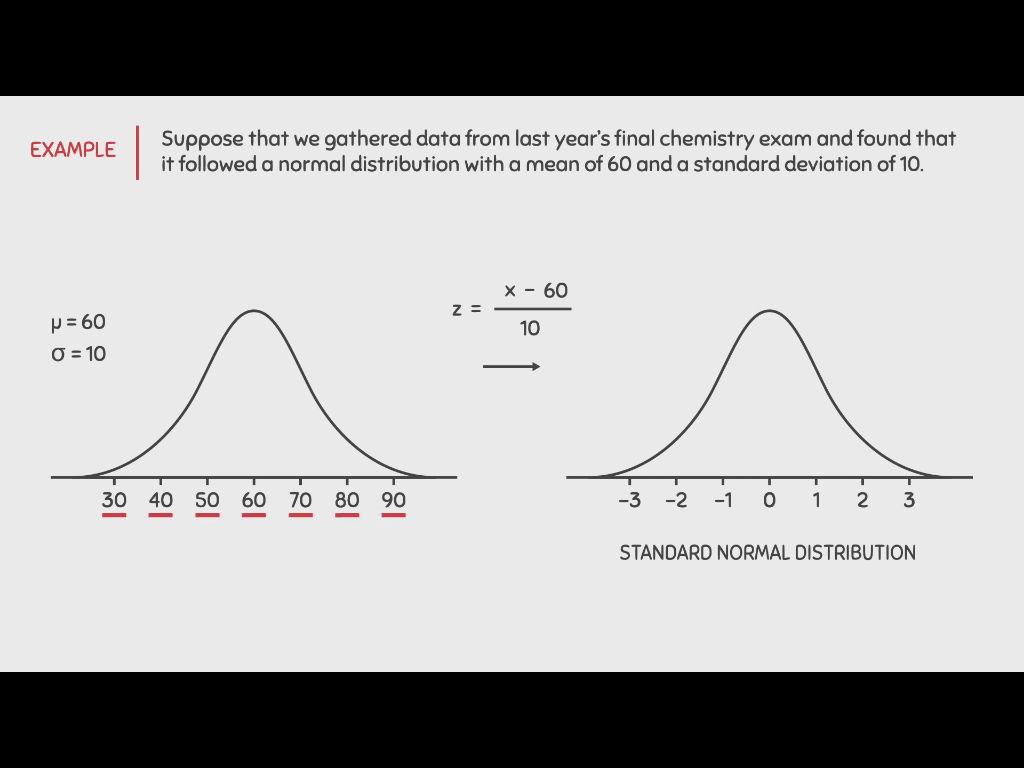 EXAMPLE
Suppose that we gathered data from last year's final chemistry exam and found that
it followed a normal distribution with a mean of 60 and a standard deviation of 10.
μ = 60
σ = 10
z = x − 60
10
30 40 50 60 70 80 90
−3 −2 −1 0 1 2 3
STANDARD NORMAL DISTRIBUTION